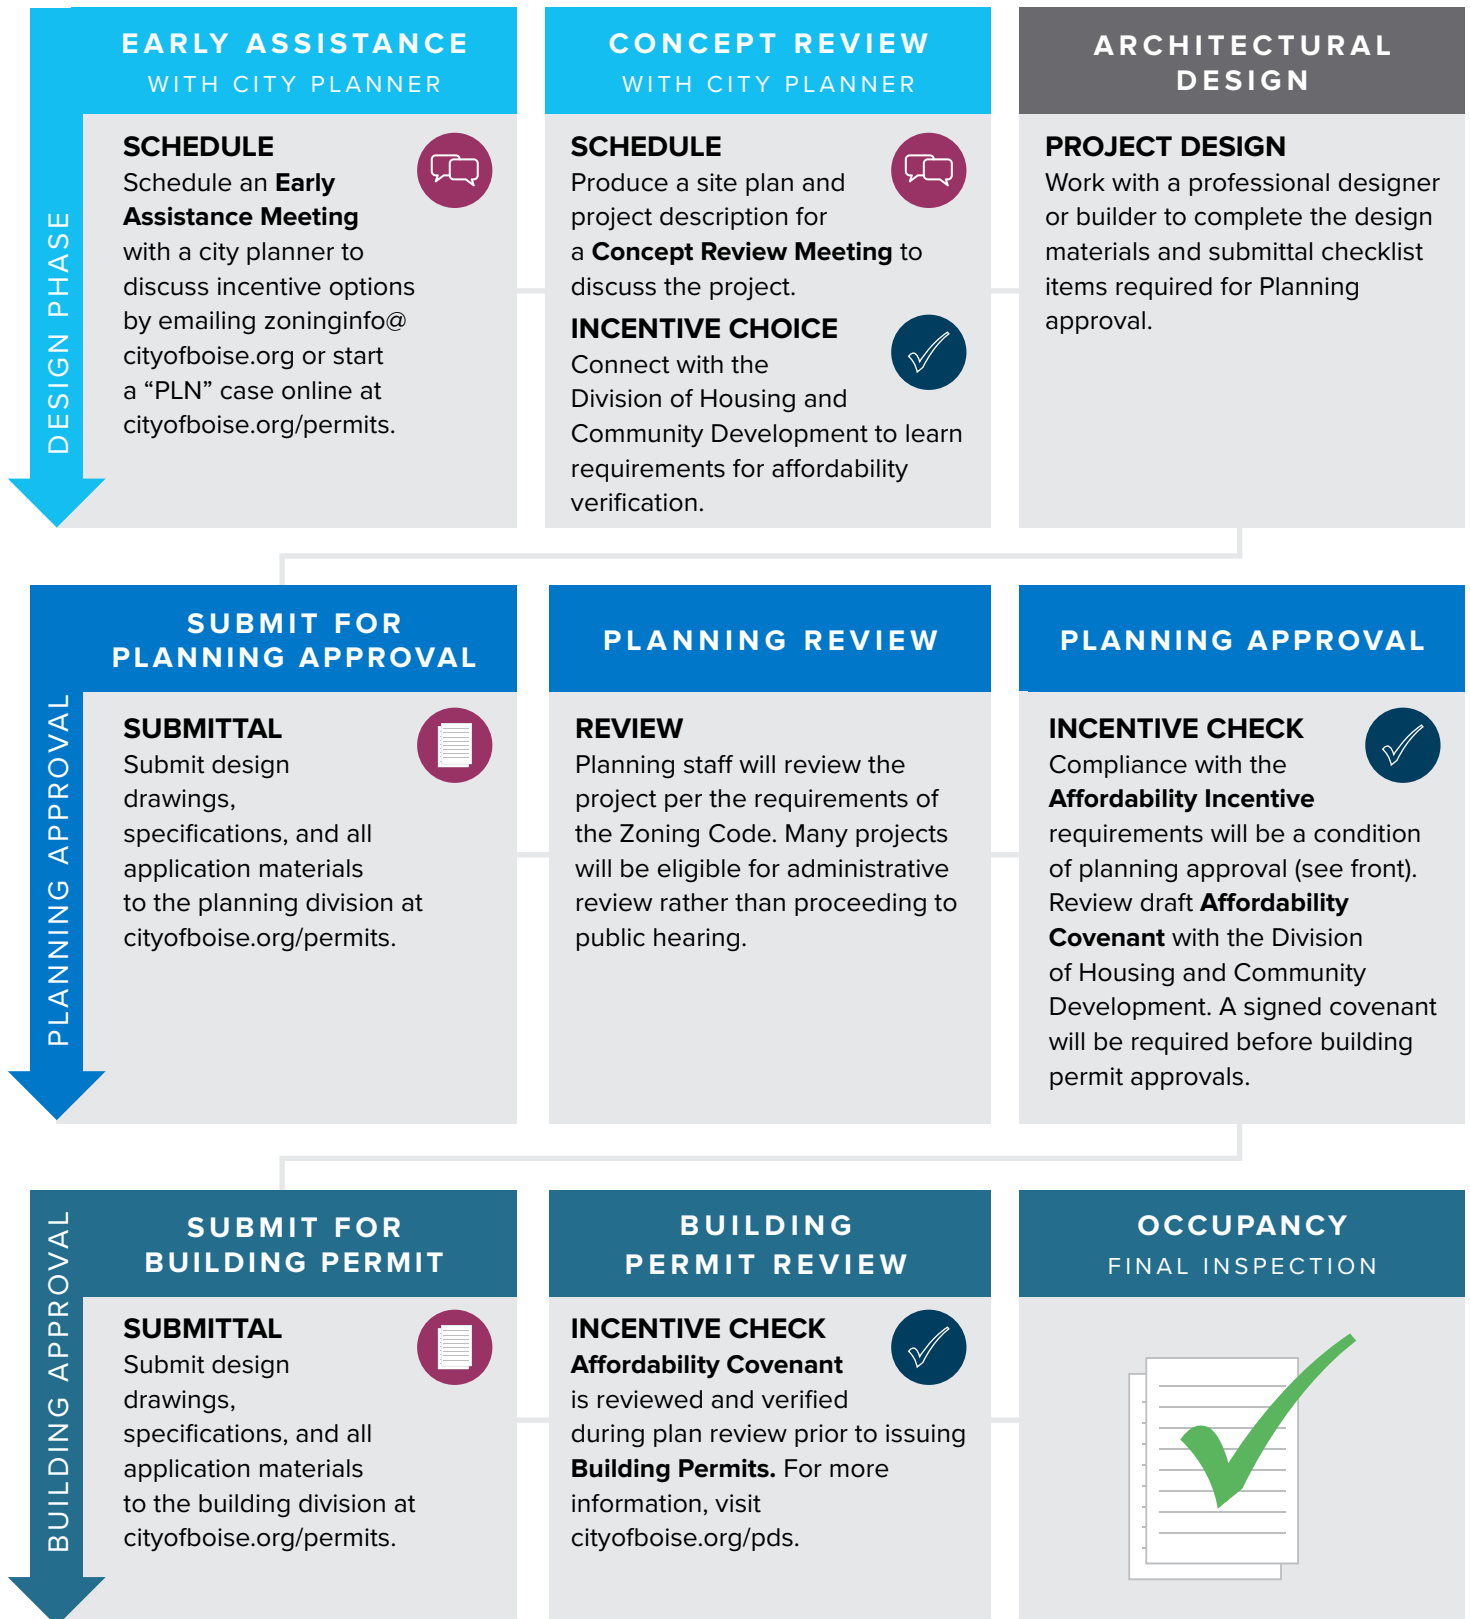 DESIGN PHASE
EARLY ASSISTANCE
WITH CITY PLANNER
SCHEDULE
Schedule an Early
Assistance Meeting
with a city planner to
discuss incentive options
by emailing zoninginfo@
cityofboise.org or start
a “PLN” case online at
cityofboise.org/permits.
CONCEPT REVIEW
WITH CITY PLANNER
SCHEDULE
Produce a site plan and
project description for
a Concept Review Meeting to
discuss the project.
INCENTIVE CHOICE
Connect with the
Division of Housing and
Community Development to learn
requirements for affordability
verification.
ARCHITECTURAL
DESIGN
PROJECT DESIGN
Work with a professional designer
or builder to complete the design
materials and submittal checklist
items required for Planning
approval.
PLANNING APPROVAL
SUBMIT FOR
PLANNING APPROVAL
SUBMITTAL
Submit design
drawings,
specifications, and all
application materials
to the planning division at
cityofboise.org/permits.
PLANNING REVIEW
REVIEW
Planning staff will review the
project per the requirements of
the Zoning Code. Many projects
will be eligible for administrative
review rather than proceeding to
public hearing.
PLANNING APPROVAL
INCENTIVE CHECK
Compliance with the
Affordability Incentive
requirements will be a condition
of planning approval (see front).
Review draft Affordability
Covenant with the Division
of Housing and Community
Development. A signed covenant
will be required before building
permit approvals.
BUILDING APPROVAL
SUBMIT FOR
BUILDING PERMIT
SUBMITTAL
Submit design
drawings,
specifications, and all
application materials
to the building division at
cityofboise.org/permits.
BUILDING
PERMIT REVIEW
INCENTIVE CHECK
Affordability Covenant
is reviewed and verified
during plan review prior to issuing
Building Permits. For more
information, visit
cityofboise.org/pds.
OCCUPANCY
FINAL INSPECTION